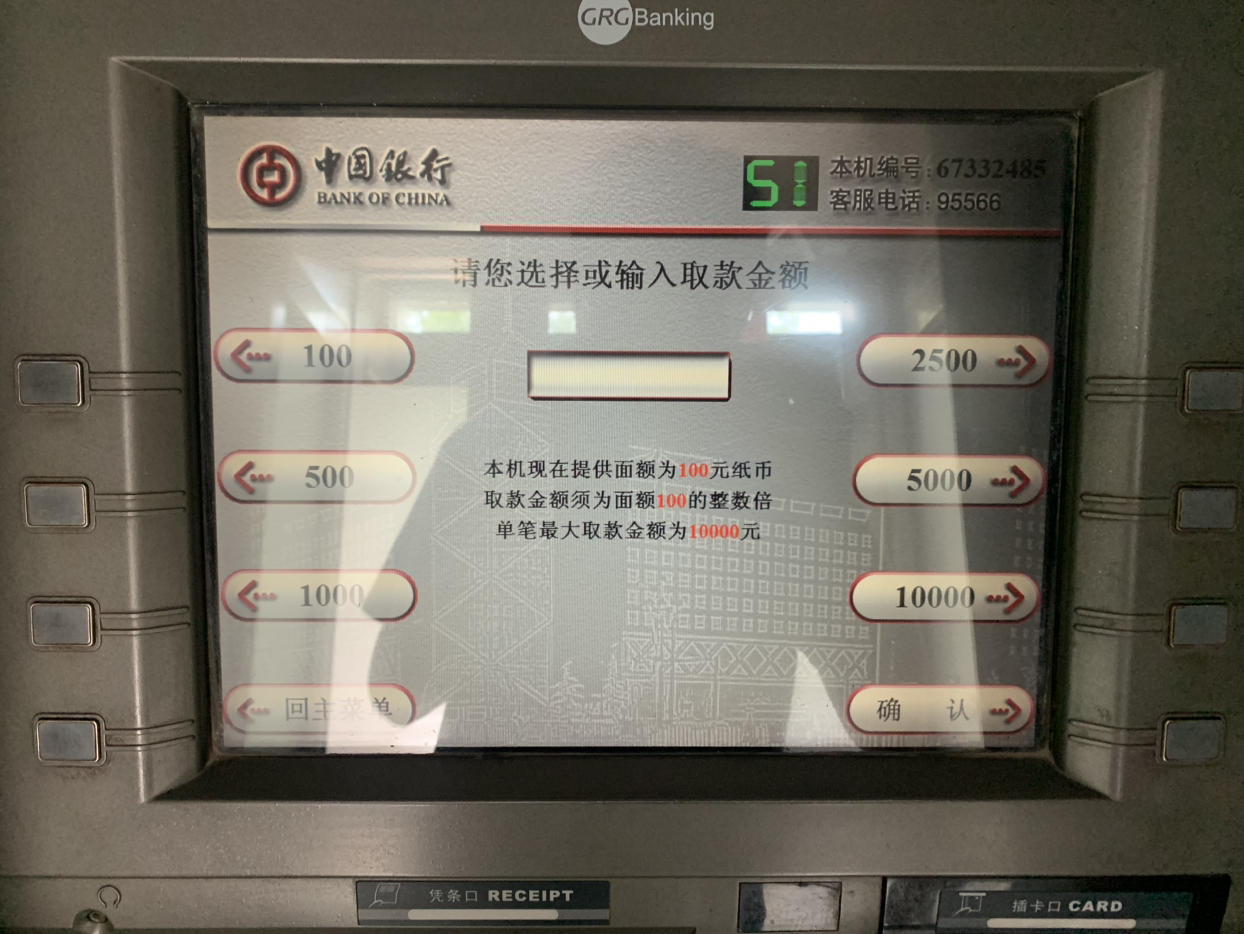 GRG Banking
中国银行
BANK OF CHINA
51
本机编号:67332485
客服电话:95566
请您选择或输入取款金额
100
2500
500
5000
本机现在提供面额为100元纸币
取款金额须为面额100的整数倍
单笔最大取款金额为10000元
1000
10000
回主菜单
确 认
凭条口 RECEIPT
插卡口 CARD